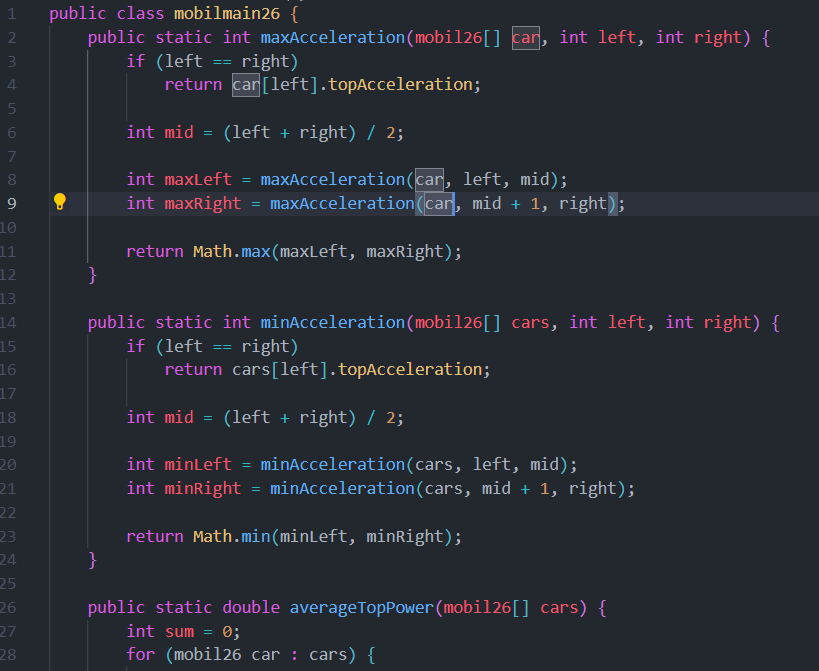 1 public class mobilmain26 {
2     public static int maxAcceleration(mobil26[] car, int left, int right) {
3         if (left == right)
4             return car[left].topAcceleration;
5
6         int mid = (left + right) / 2;
7
8         int maxLeft = maxAcceleration(car, left, mid);
9         int maxRight = maxAcceleration(car, mid + 1, right);
10
11         return Math.max(maxLeft, maxRight);
12     }
13
14     public static int minAcceleration(mobil26[] cars, int left, int right) {
15         if (left == right)
16             return cars[left].topAcceleration;
17
18         int mid = (left + right) / 2;
19
20         int minLeft = minAcceleration(cars, left, mid);
21         int minRight = minAcceleration(cars, mid + 1, right);
22
23         return Math.min(minLeft, minRight);
24     }
25
26     public static double averageTopPower(mobil26[] cars) {
27         int sum = 0;
28         for (mobil26 car : cars) {